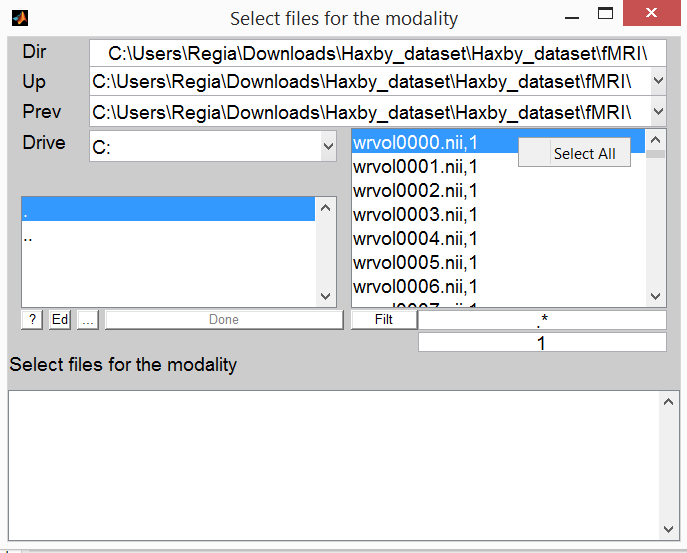 Select files for the modality
Dir C:\Users\Regia\Downloads\Haxby_dataset\Haxby_dataset\fMRI\
Up C:\Users\Regia\Downloads\Haxby_dataset\Haxby_dataset\fMRI\
Prev C:\Users\Regia\Downloads\Haxby_dataset\Haxby_dataset\fMRI\
Drive C:
wrvol0000.nii,1
Select All
wrvol0001.nii,1
wrvol0002.nii,1
wrvol0003.nii,1
wrvol0004.nii,1
wrvol0005.nii,1
wrvol0006.nii,1
wrvol0007.nii,1
.
..
? Ed ... Done Filt .*
1
Select files for the modality